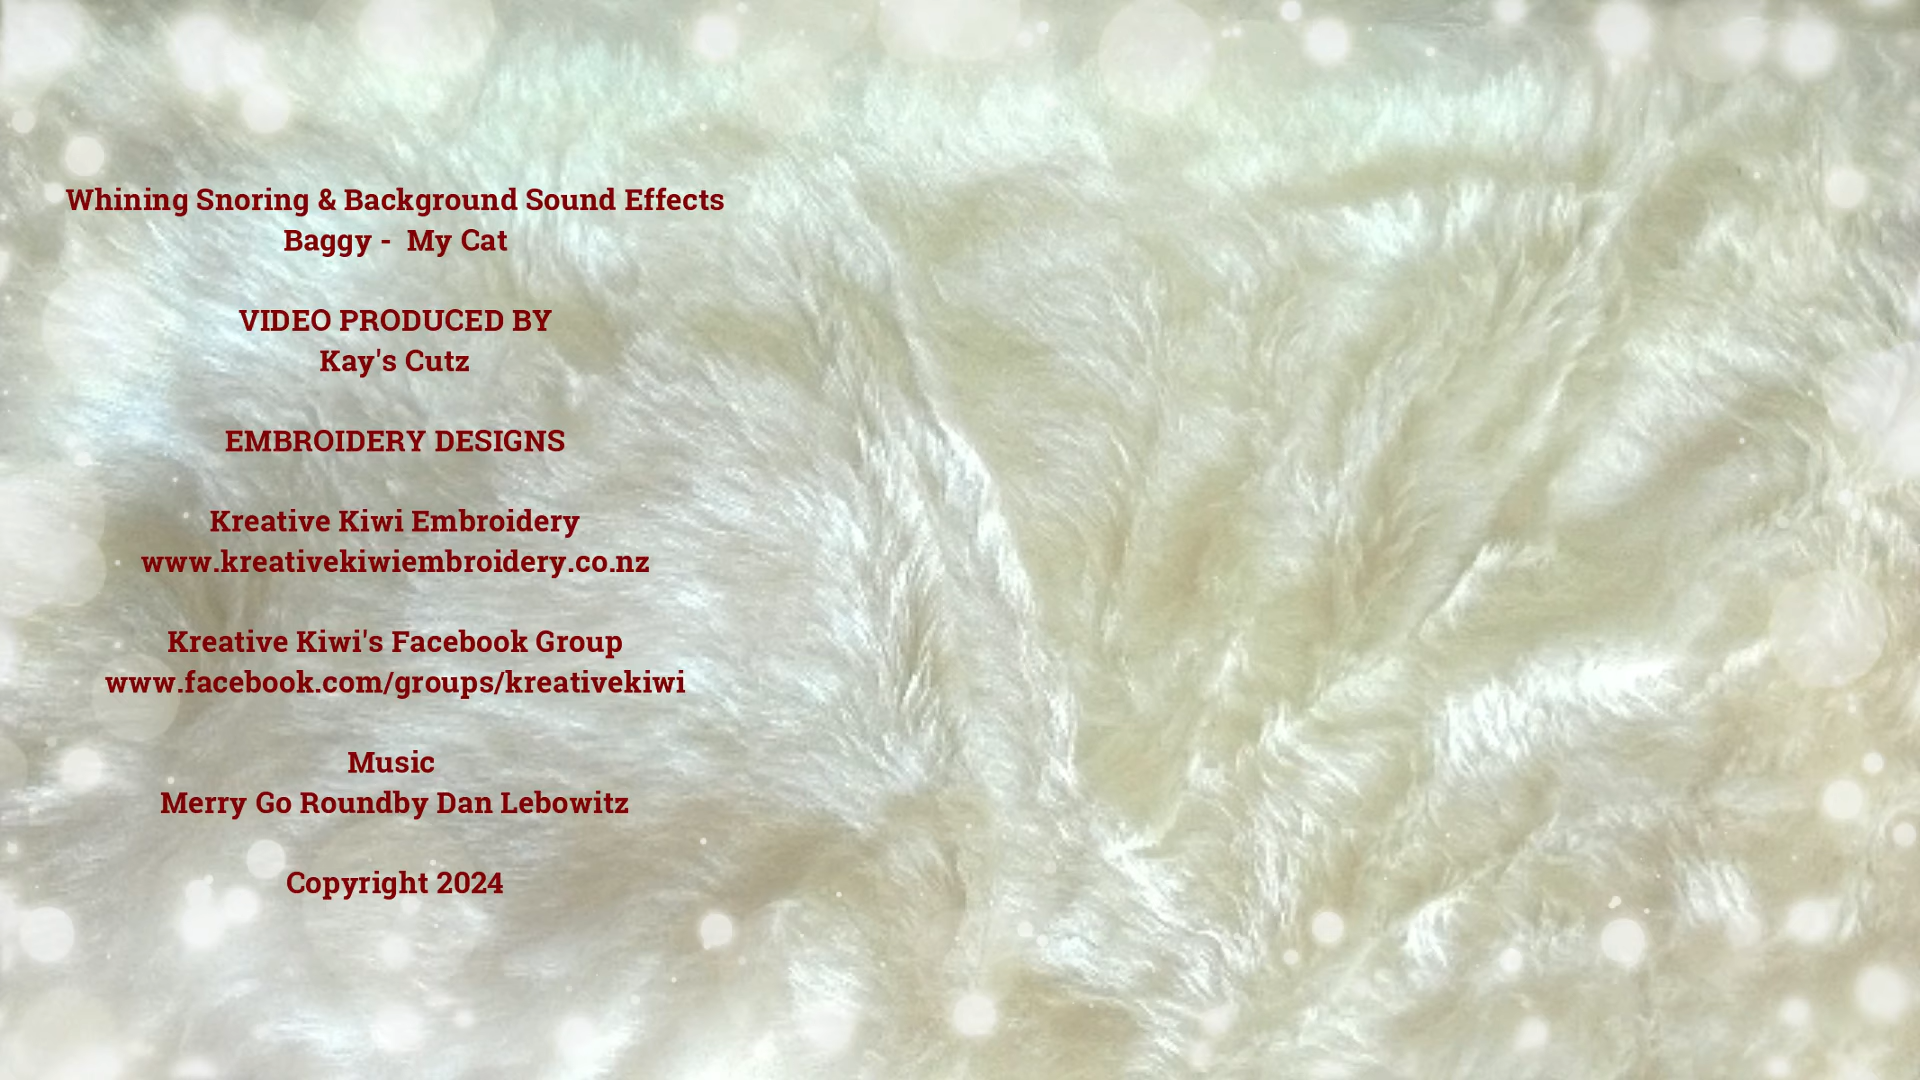 Whining Snoring & Background Sound Effects
Baggy -  My Cat
VIDEO PRODUCED BY
Kay's Cutz
EMBROIDERY DESIGNS
Kreative Kiwi Embroidery
www.kreativekiwiembroidery.co.nz
Kreative Kiwi's Facebook Group
www.facebook.com/groups/kreativekiwi
Music
Merry Go Roundby Dan Lebowitz
Copyright 2024